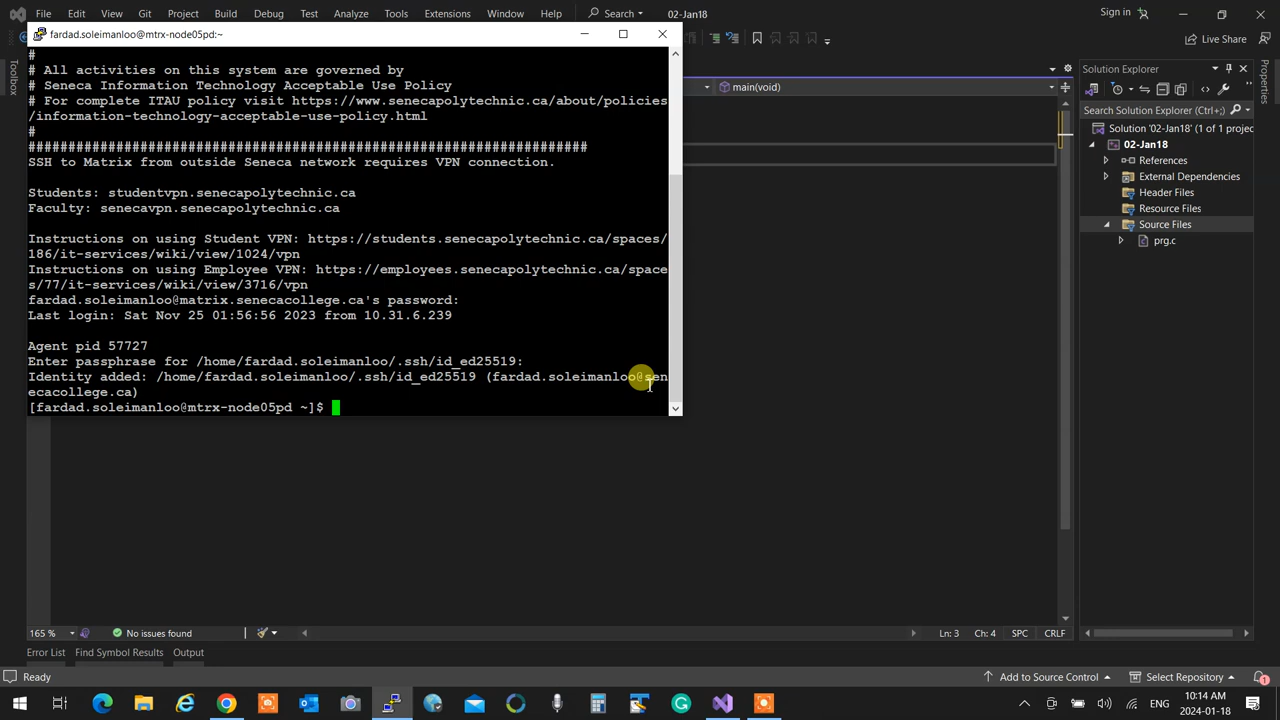 File Edit View Git Project Build Debug Test Analyze Tools Extensions Window Help Search 02-Jan18 Sign in
fardad.soleimanloo@mtrx-node05pd:~
Live Share
#
# All activities on this system are governed by
# Seneca Information Technology Acceptable Use Policy
# For complete ITAU policy visit https://www.senecapolytechnic.ca/about/policies
/information-technology-acceptable-use-policy.html
#
######################################################################
SSH to Matrix from outside Seneca network requires VPN connection.
Students: studentvpn.senecapolytechnic.ca
Faculty: senecavpn.senecapolytechnic.ca
Instructions on using Student VPN: https://students.senecapolytechnic.ca/spaces/
186/it-services/wiki/view/1024/vpn
Instructions on using Employee VPN: https://employees.senecapolytechnic.ca/space
s/77/it-services/wiki/view/3716/vpn
fardad.soleimanloo@matrix.senecacollege.ca's password:
Last login: Sat Nov 25 01:56:56 2023 from 10.31.6.239
Agent pid 57727
Enter passphrase for /home/fardad.soleimanloo/.ssh/id_ed25519:
Identity added: /home/fardad.soleimanloo/.ssh/id_ed25519 (fardad.soleimanloo@sen
ecacollege.ca)
[fardad.soleimanloo@mtrx-node05pd ~]$
Toolbox
main(void)
Solution Explorer
Search Solution Explorer (Ctrl+;)
Solution '02-Jan18' (1 of 1 projec
02-Jan18
References
External Dependencies
Header Files
Resource Files
Source Files
prg.c
Properties
165 % No issues found Ln: 3 Ch: 4 SPC CRLF
Error List Find Symbol Results Output
Ready Add to Source Control Select Repository 1
ENG 10:14 AM
2024-01-18